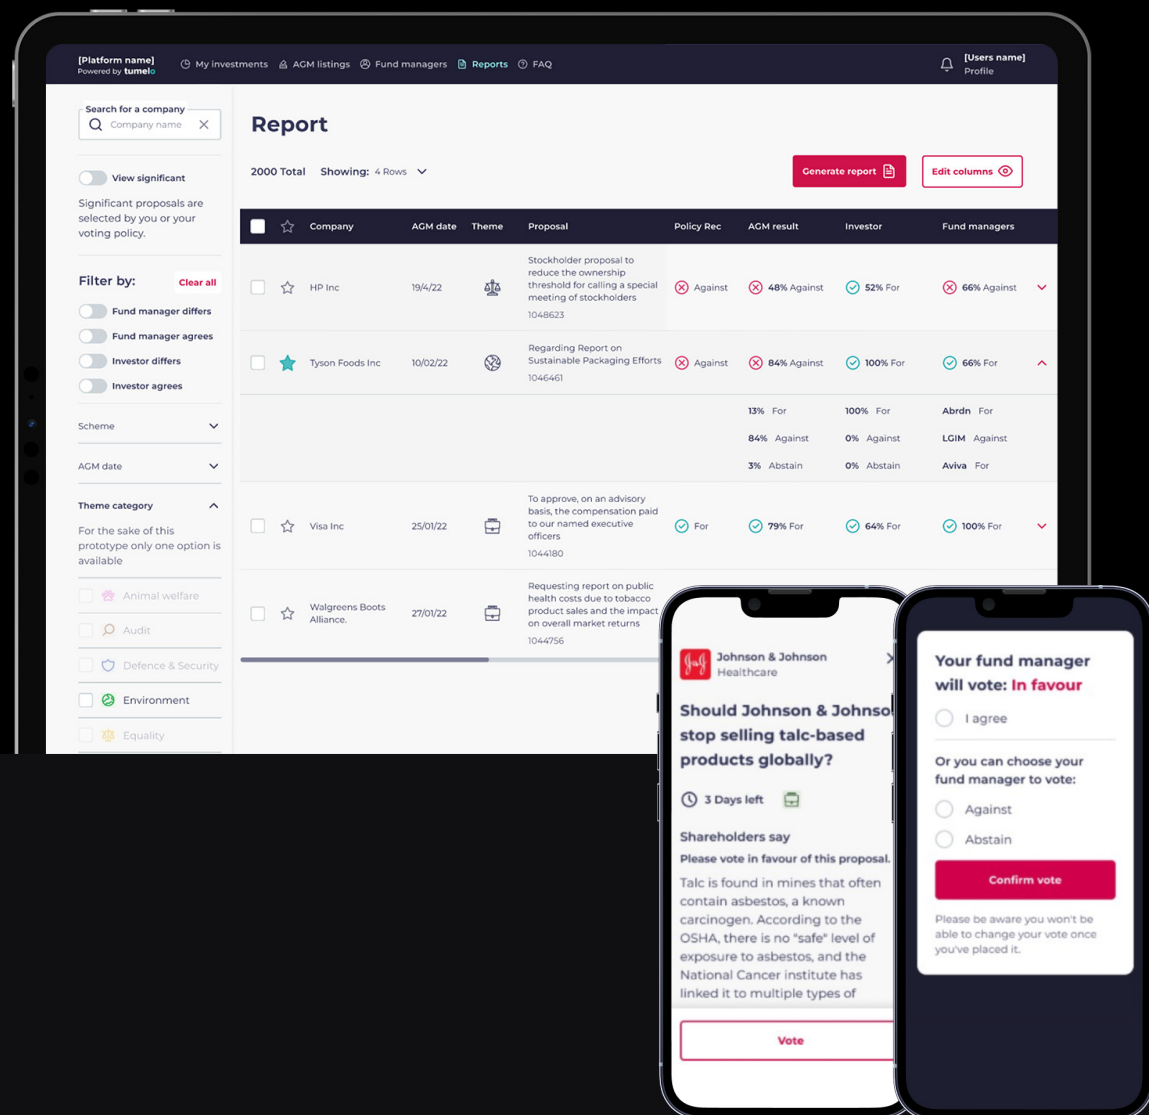 [Platform name]
Powered by tumelo
My investments
AGM listings
Fund managers
Reports
FAQ
[Users name]
Profile
Search for a company
Company name
View significant
Significant proposals are
selected by you or your
voting policy.
Filter by:
Clear all
Fund manager differs
Fund manager agrees
Investor differs
Investor agrees
Scheme
AGM date
Theme category
For the sake of this
prototype only one option is
available
Animal welfare
Audit
Defence & Security
Environment
Equality
Report
2000 Total Showing: 4 Rows
Generate report
Edit columns
Company AGM date Theme Proposal Policy Rec AGM result Investor Fund managers
Stockholder proposal to
reduce the ownership
threshold for calling a special
meeting of stockholders
1048623
HP Inc 19/4/22 Against 48% Against 52% For 66% Against
Regarding Report on
Sustainable Packaging Efforts
1046461
Tyson Foods Inc 10/02/22 Against 84% Against 100% For 66% For
13% For 100% For Abrdn For
84% Against 0% Against LGIM Against
3% Abstain 0% Abstain Aviva For
To approve, on an advisory
basis, the compensation paid
to our named executive
officers
1044180
Visa Inc 25/01/22 For 79% For 64% For 100% For
Requesting report on public
health costs due to tobacco
product sales and the impact
on overall market returns
1044756
Walgreens Boots
Alliance. 27/01/22
J&J
Johnson & Johnson
Healthcare
Should Johnson & Johnso
stop selling talc-based
products globally?
3 Days left
Shareholders say
Please vote in favour of this proposal.
Talc is found in mines that often
contain asbestos, a known
carcinogen. According to the
OSHA, there is no "safe" level of
exposure to asbestos, and the
National Cancer institute has
linked it to multiple types of
Vote
Your fund manager
will vote: In favour
I agree
Or you can choose your
fund manager to vote:
Against
Abstain
Confirm vote
Please be aware you won't be
able to change your vote once
you've placed it.